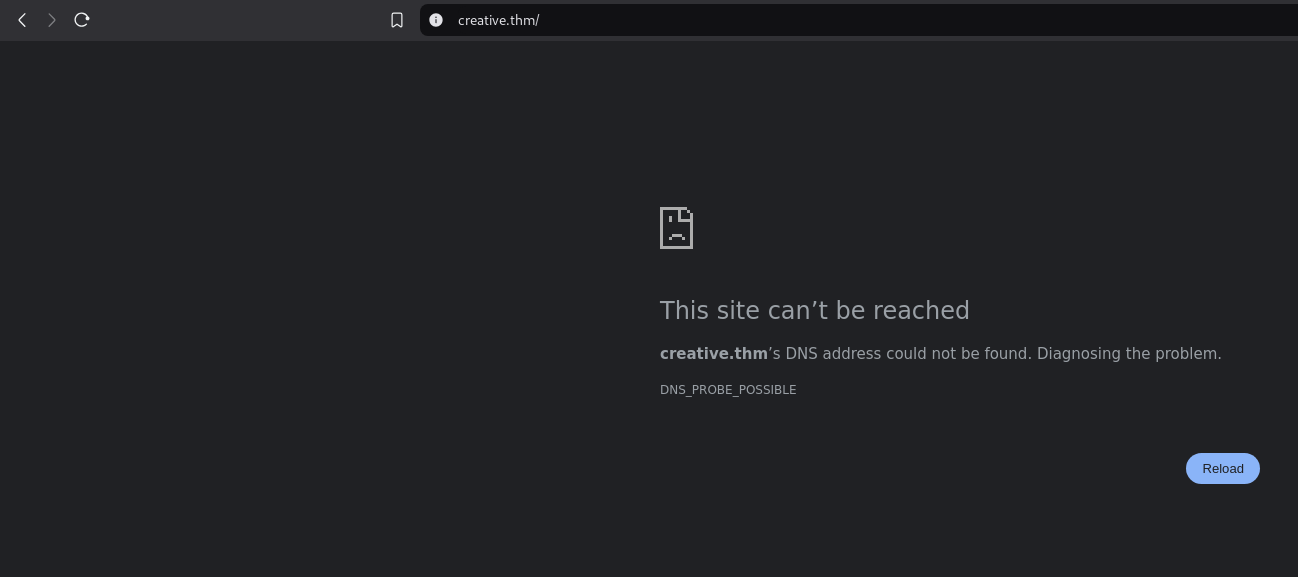 creative.thm/
This site can’t be reached
creative.thm’s DNS address could not be found. Diagnosing the problem.
DNS_PROBE_POSSIBLE
Reload